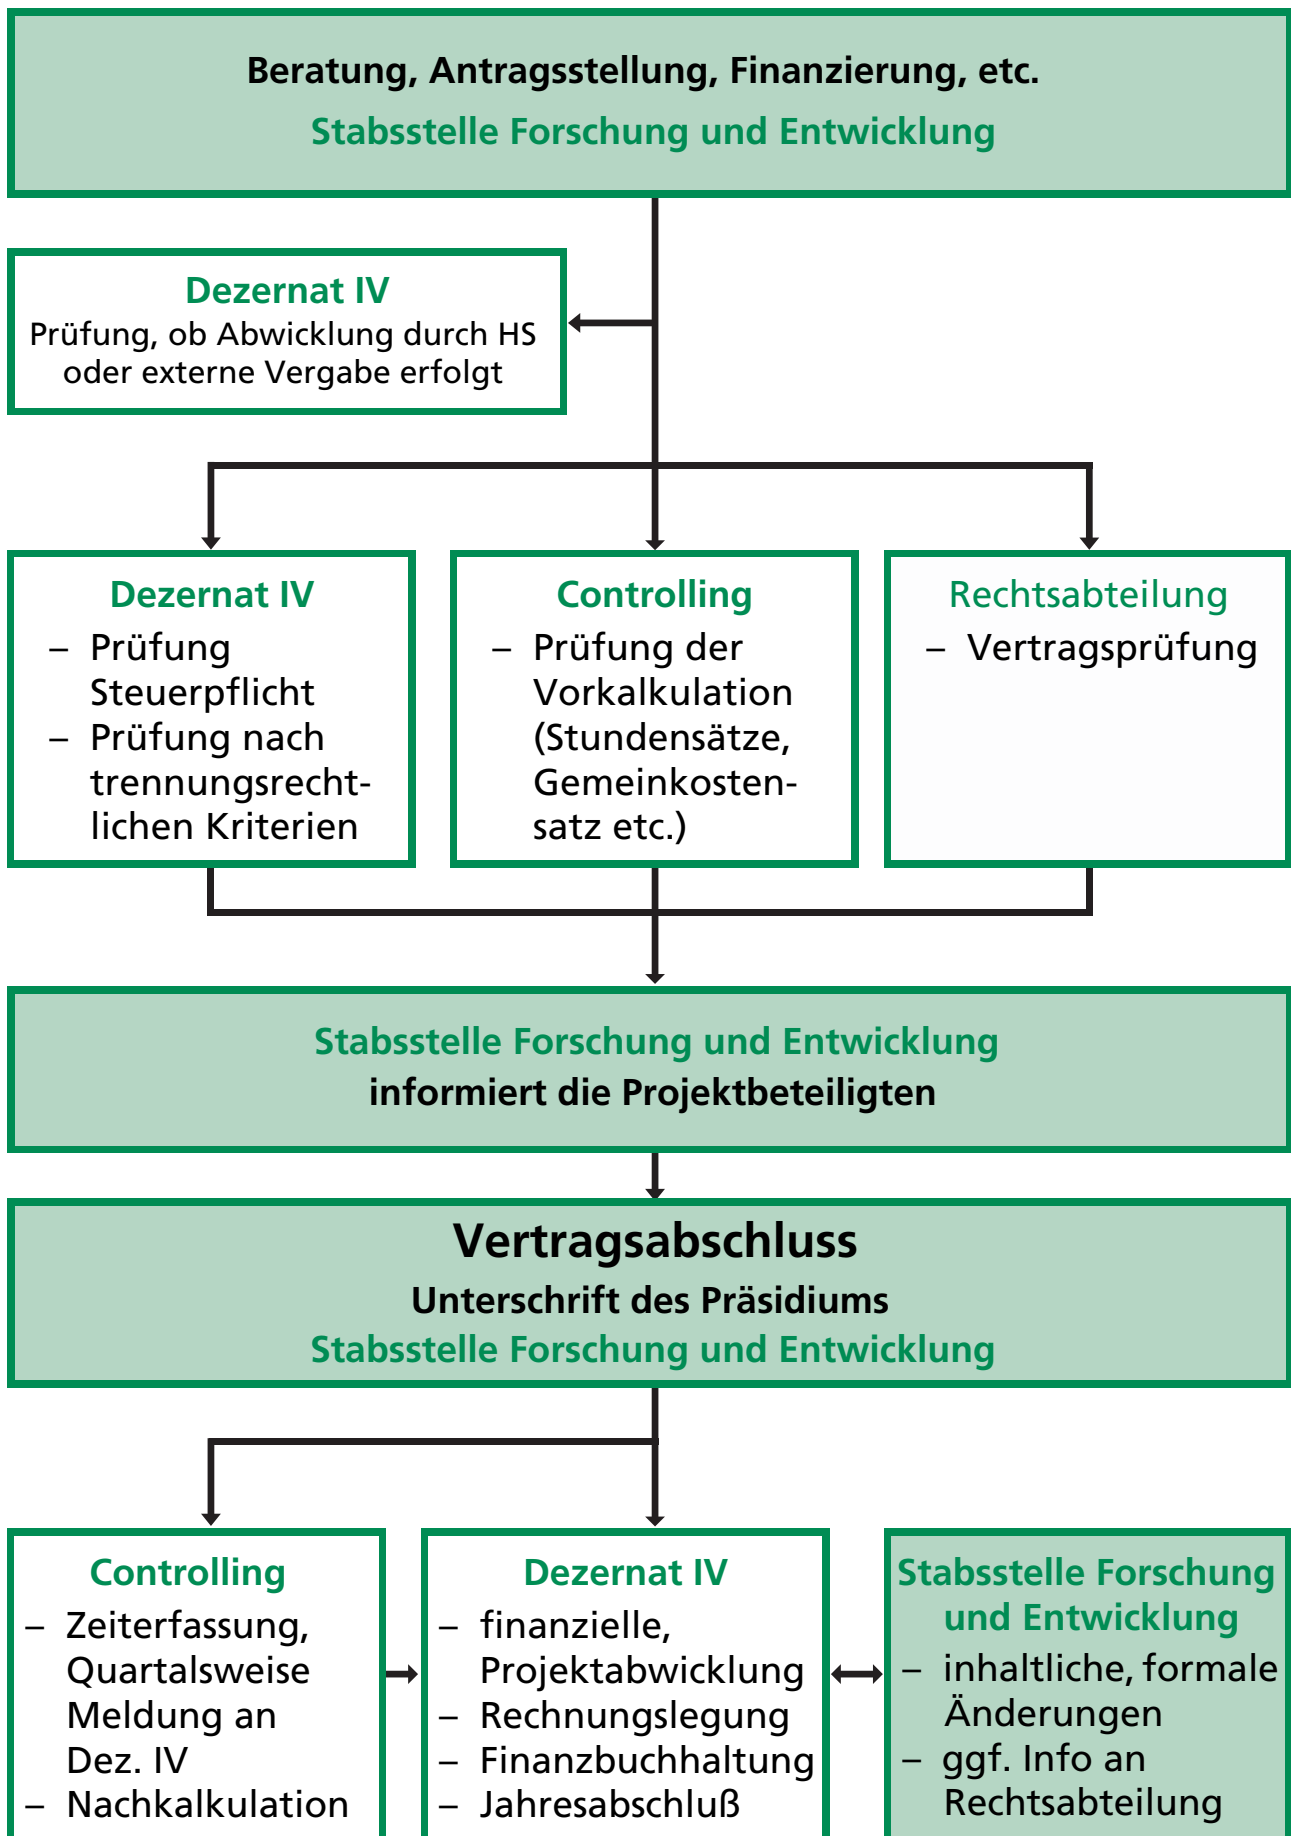 Beratung, Antragsstellung, Finanzierung, etc.
Stabsstelle Forschung und Entwicklung
Dezernat IV
Prüfung, ob Abwicklung durch HS
oder externe Vergabe erfolgt
Dezernat IV
– Prüfung
Steuerpflicht
– Prüfung nach
trennungsrecht-
lichen Kriterien
Controlling
– Prüfung der
Vorkalkulation
(Stundensätze,
Gemeinkosten-
satz etc.)
Rechtsabteilung
– Vertragsprüfung
Stabsstelle Forschung und Entwicklung
informiert die Projektbeteiligten
Vertragsabschluss
Unterschrift des Präsidiums
Stabsstelle Forschung und Entwicklung
Controlling
– Zeiterfassung,
Quartalsweise
Meldung an
Dez. IV
– Nachkalkulation
Dezernat IV
– finanzielle,
Projektabwicklung
– Rechnungslegung
– Finanzbuchhaltung
– Jahresabschluß
Stabsstelle Forschung
und Entwicklung
– inhaltliche, formale
Änderungen
– ggf. Info an
Rechtsabteilung